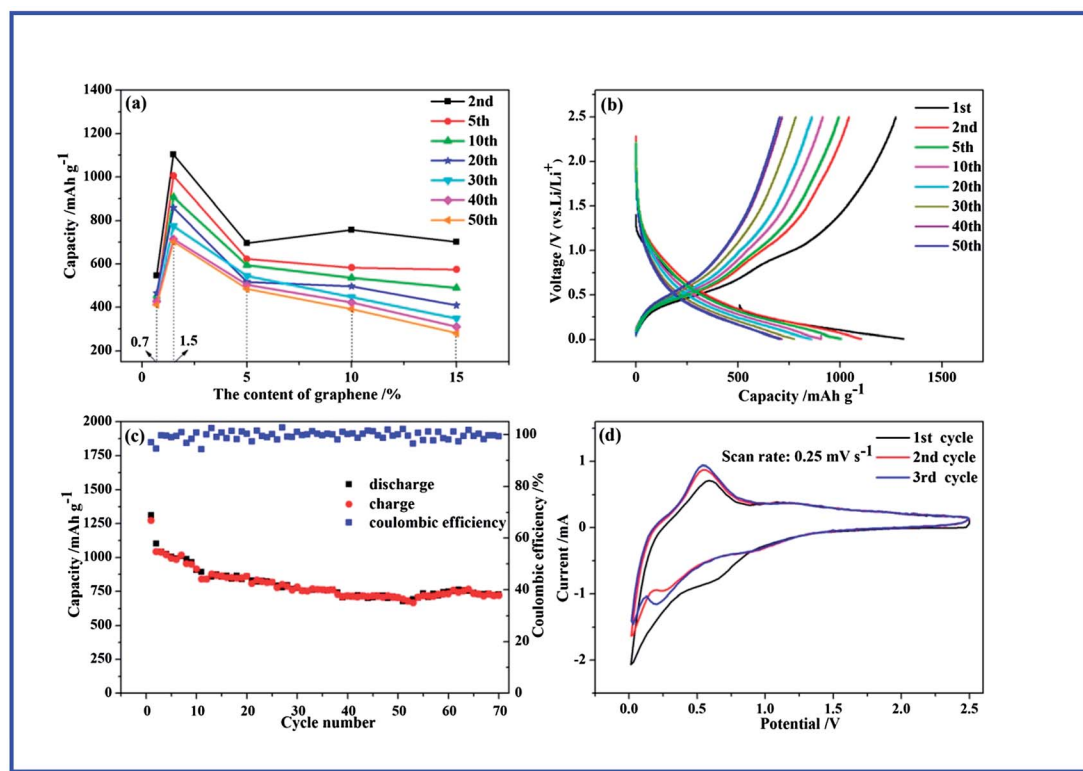 (a)
2nd
5th
10th
20th
30th
40th
50th
1400
1200
1000
800
600
400
200
Capacity /mAh g-1
0.7
1.5
0
5
10
15
The content of graphene /%
(b)
1st
2nd
5th
10th
20th
30th
40th
50th
2.5
2.0
1.5
1.0
0.5
0.0
Voltage /V (vs.Li/Li+
0
500
1000
1500
Capacity /mAh g-1
(c)
discharge
charge
coulombic efficiency
2000
1750
1500
1250
1000
750
500
250
0
Capacity /mAh g-1
100
80
60
40
20
0
Coulombic efficiency /%
0
10
20
30
40
50
60
70
Cycle number
(d)
1st cycle
2nd cycle
3rd cycle
Scan rate: 0.25 mV s-1
1
0
-1
-2
Current /mA
0.0
0.5
1.0
1.5
2.0
2.5
Potential /V